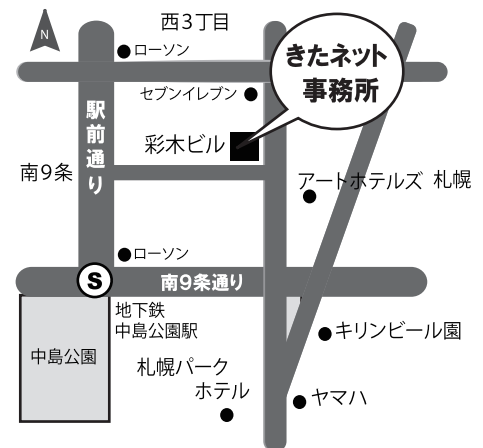 N
西3丁目
ローソン
きたネット
事務所
セブンイレブン
駅前通り
彩木ビル
南9条
アートホテルズ 札幌
ローソン
S
南9条通り
地下鉄
中島公園駅
キリンビール園
中島公園
札幌パーク
ホテル
ヤマハ